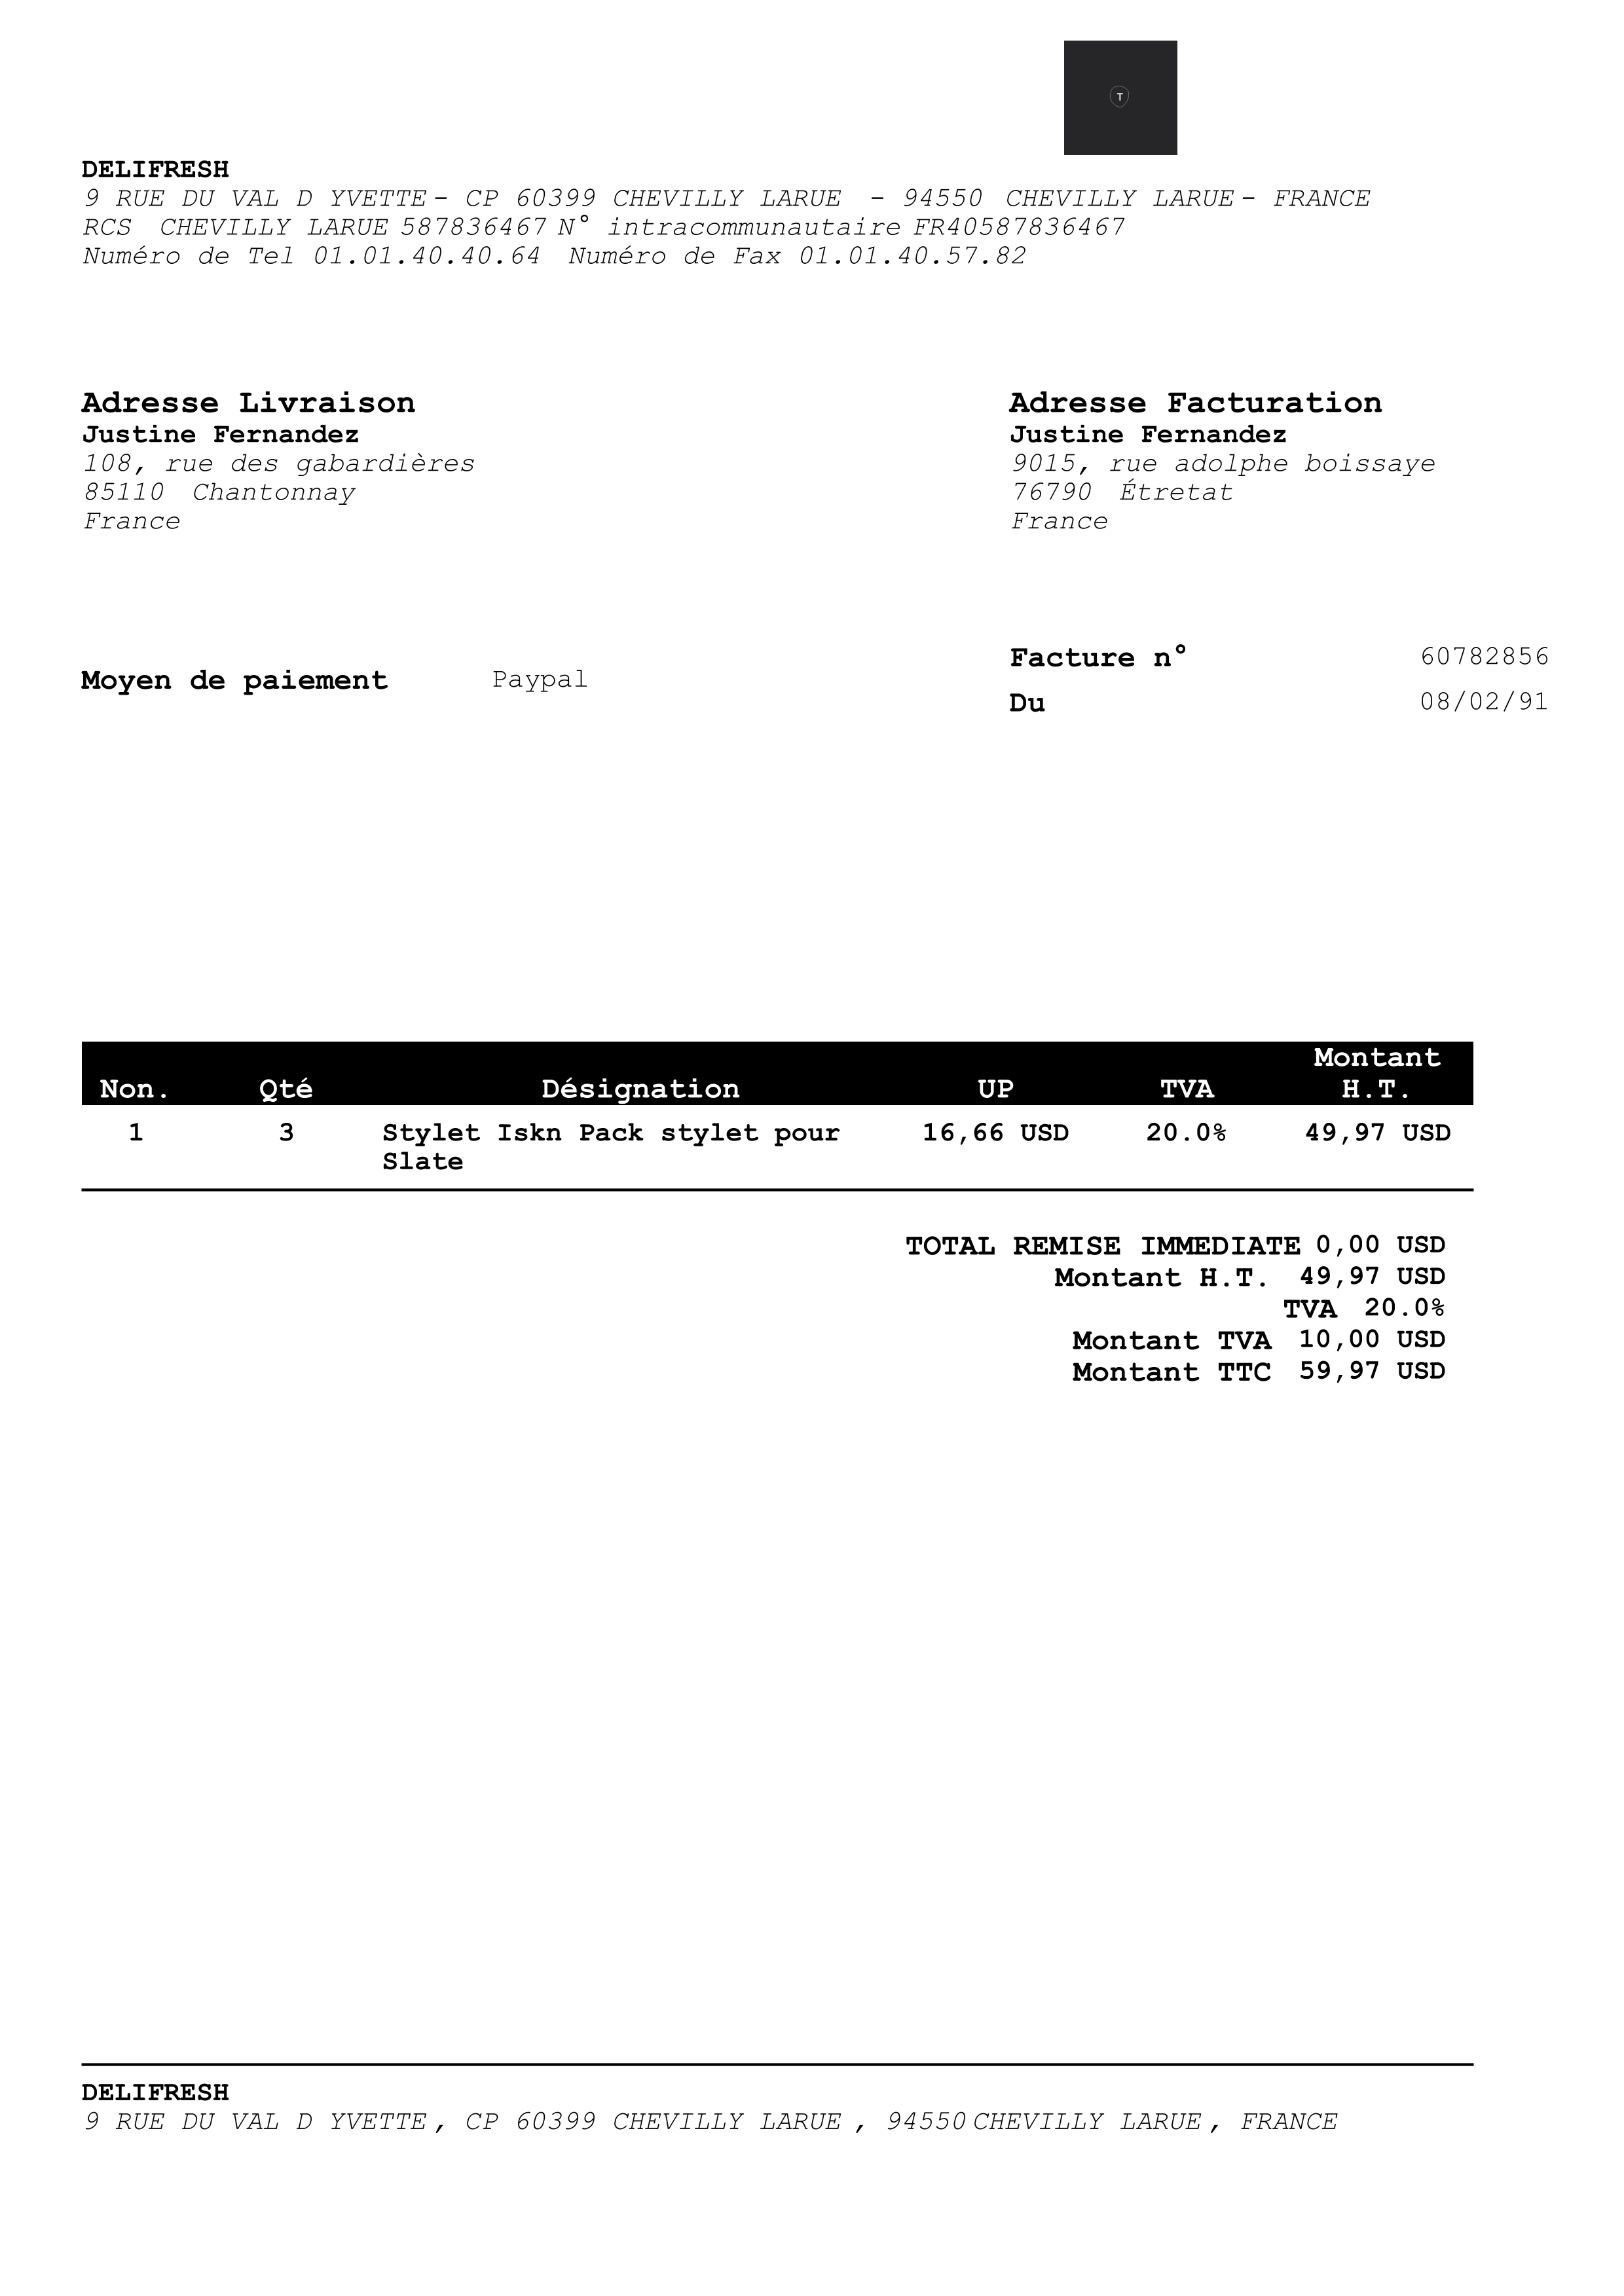 T
DELIFRESH
9 RUE DU VAL D YVETTE - CP 60399 CHEVILLY LARUE - 94550 CHEVILLY LARUE - FRANCE
RCS CHEVILLY LARUE 587836467 N° intracommunautaire FR40587836467
Numéro de Tel 01.01.40.40.64 Numéro de Fax 01.01.40.57.82
Adresse Livraison
Justine Fernandez
108, rue des gabardières
85110 Chantonnay
France
Adresse Facturation
Justine Fernandez
9015, rue adolphe boissaye
76790 Étretat
France
Moyen de paiement Paypal
Facture n° 60782856
Du 08/02/91
Non. Qté Désignation UP TVA Montant H.T.
1 3 Stylet Iskn Pack stylet pour 16,66 USD 20.0% 49,97 USD
Slate
TOTAL REMISE IMMEDIATE 0,00 USD
Montant H.T. 49,97 USD
TVA 20.0%
Montant TVA 10,00 USD
Montant TTC 59,97 USD
DELIFRESH
9 RUE DU VAL D YVETTE , CP 60399 CHEVILLY LARUE , 94550 CHEVILLY LARUE , FRANCE